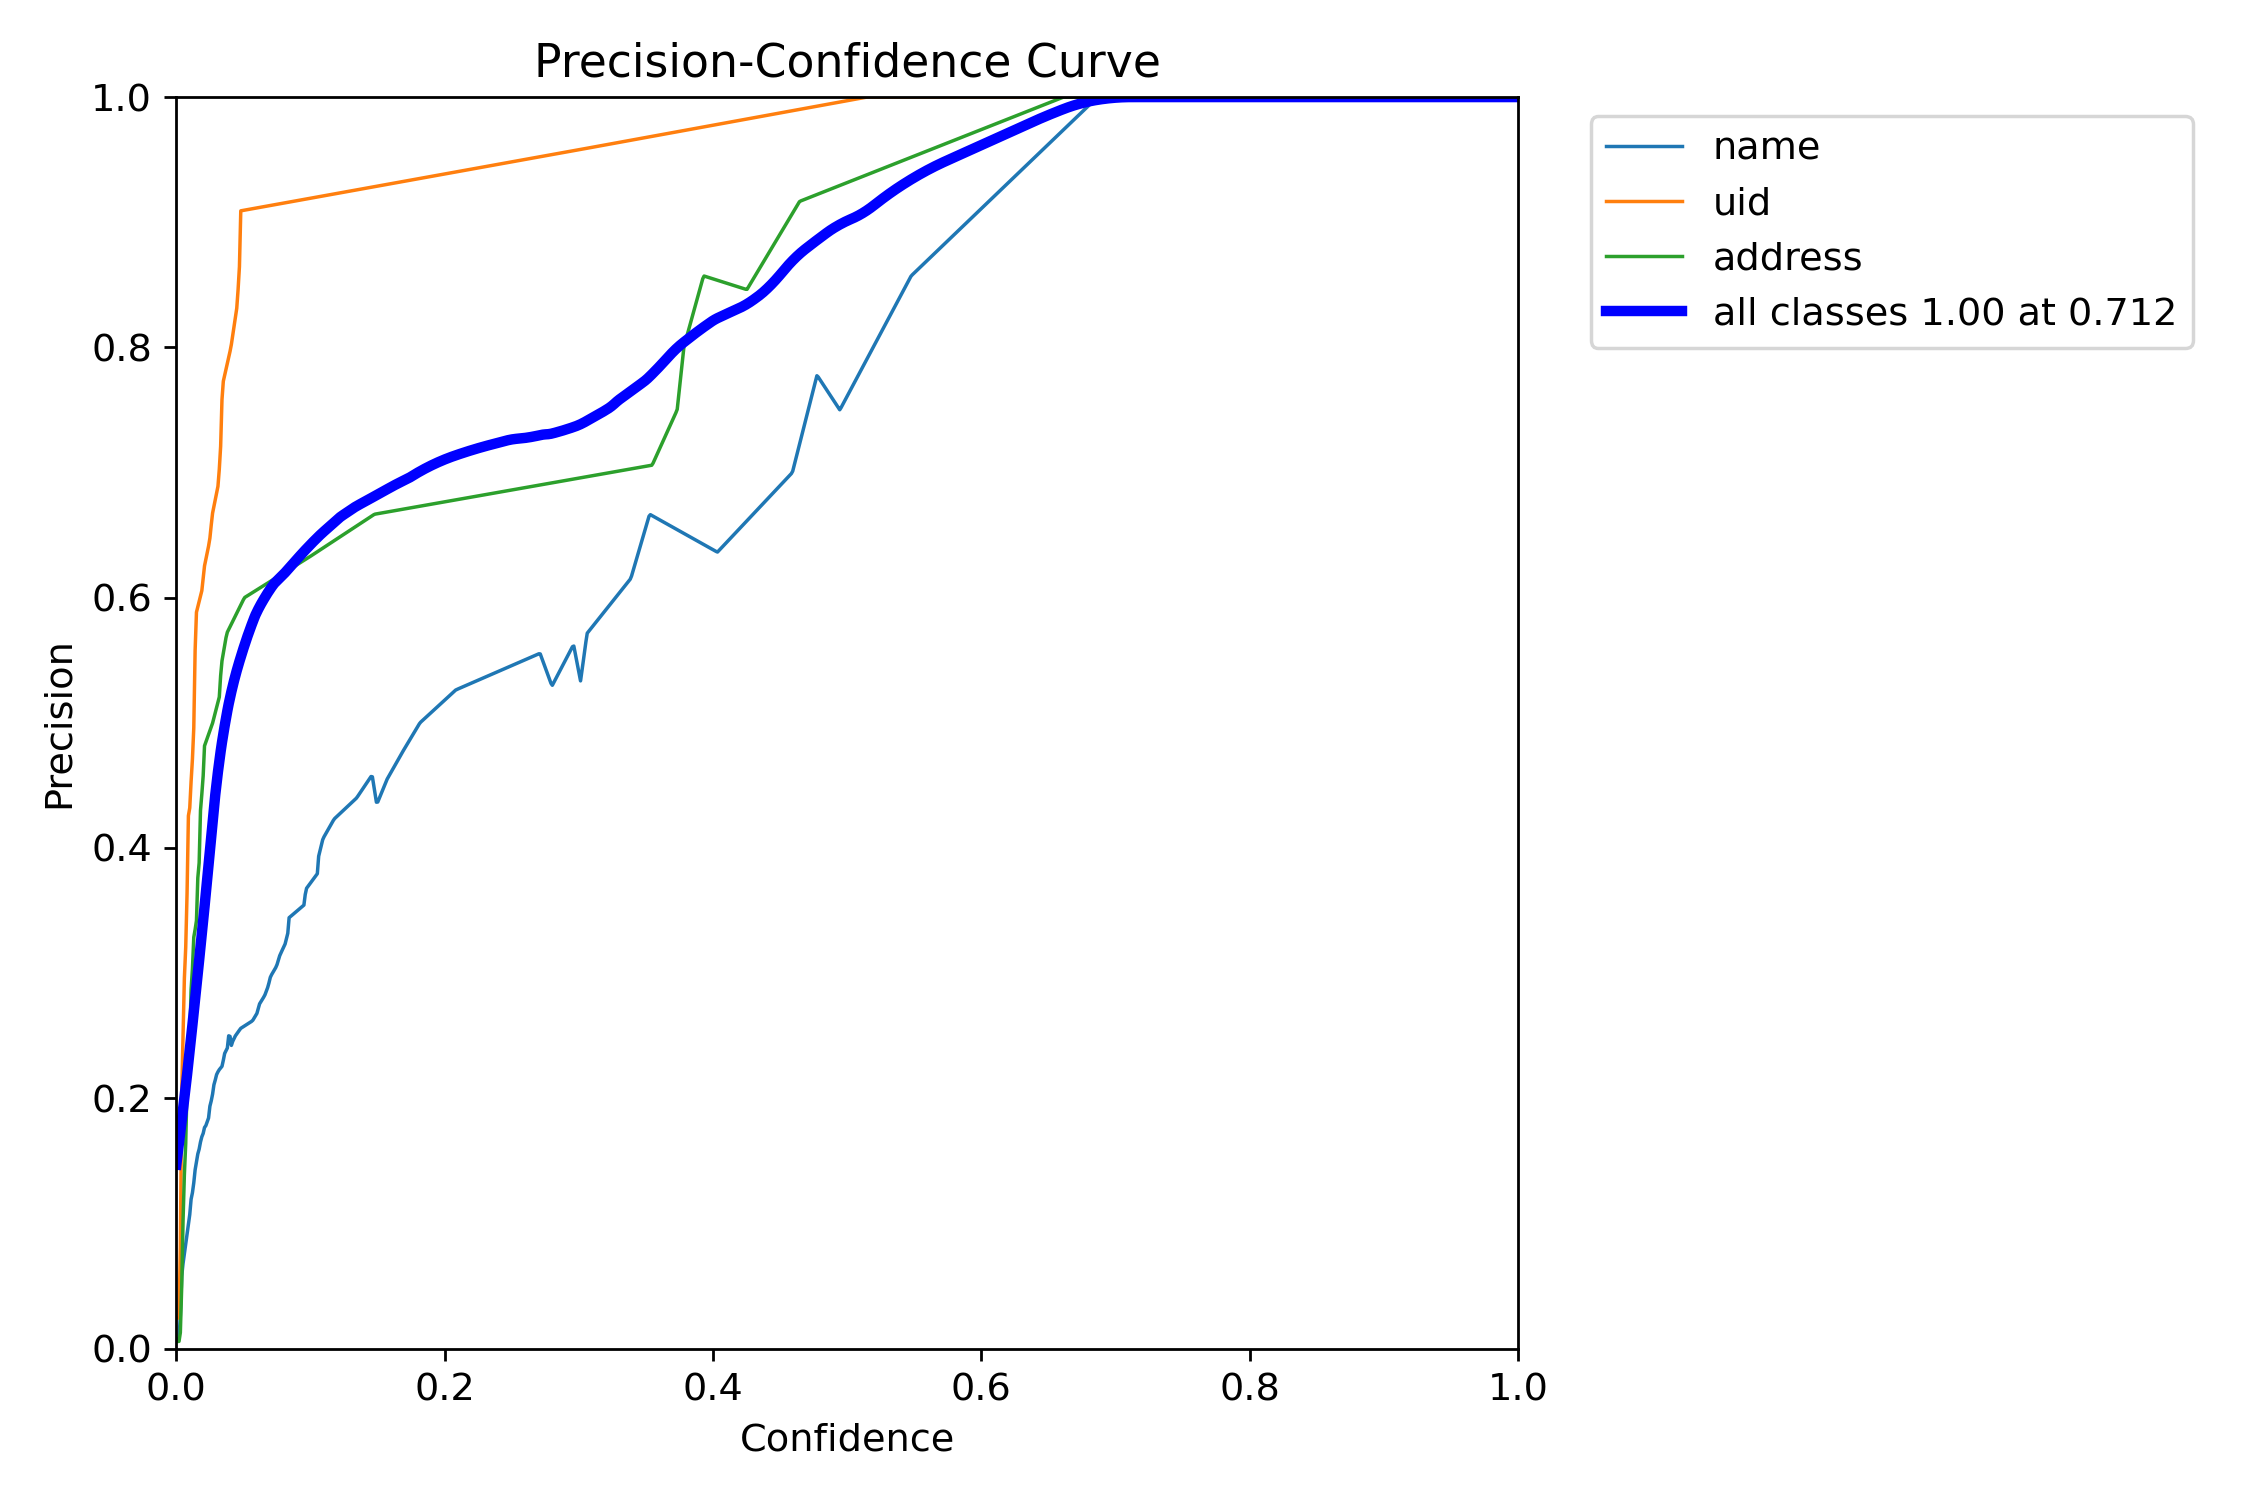 Precision-Confidence Curve
1.0
0.8
0.6
0.4
0.2
0.0
Precision
0.0 0.2 0.4 0.6 0.8 1.0
Confidence
name
uid
address
all classes 1.00 at 0.712